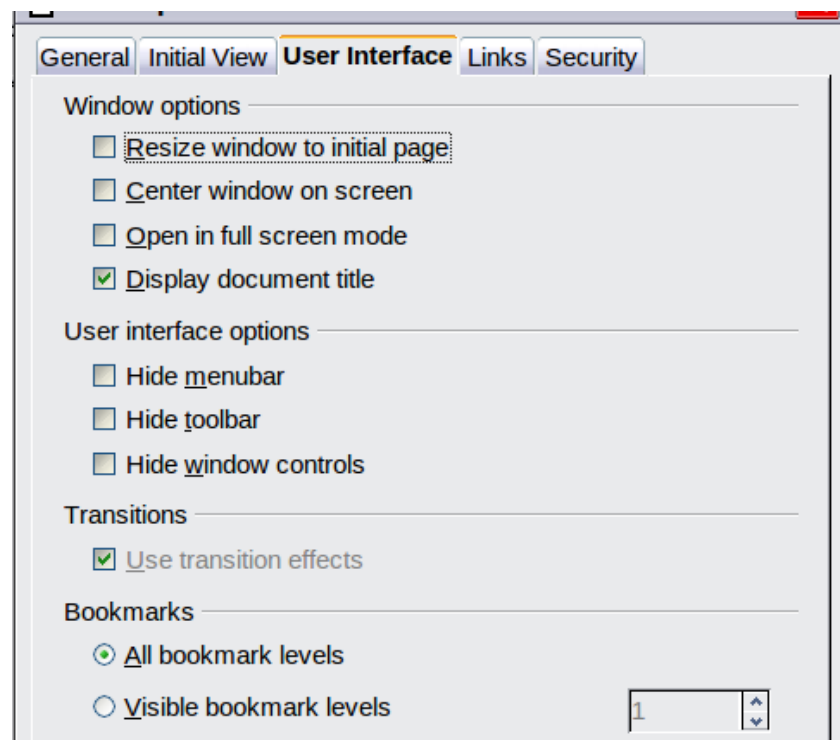 General Initial View User Interface Links Security
Window options
Resize window to initial page
Center window on screen
Open in full screen mode
Display document title
User interface options
Hide menubar
Hide toolbar
Hide window controls
Transitions
Use transition effects
Bookmarks
All bookmark levels
Visible bookmark levels 1